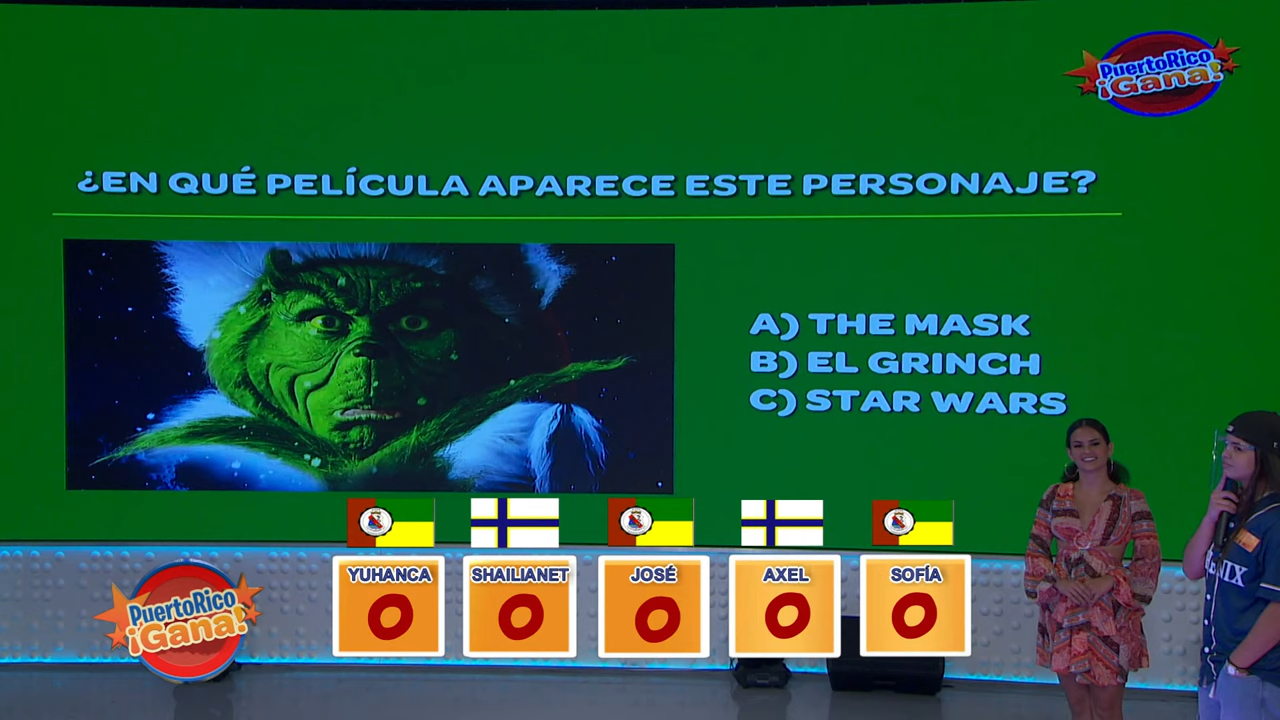 PuertoRico
¡Gana!
¿EN QUÉ PELÍCULA APARECE ESTE PERSONAJE?
A) THE MASK
B) EL GRINCH
C) STAR WARS
YUHANCA
SHAILIANET
JOSÉ
AXEL
SOFÍA
0
0
0
0
0
PuertoRico
¡Gana!
NIX